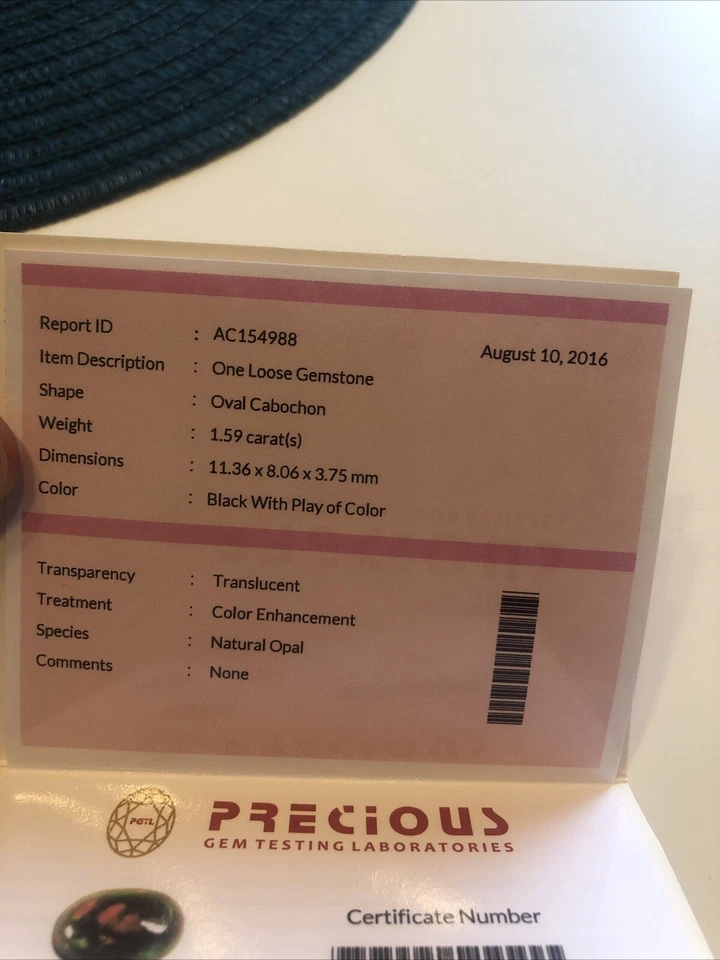 Report ID : AC154988 August 10, 2016
Item Description : One Loose Gemstone
Shape : Oval Cabochon
Weight : 1.59 carat(s)
Dimensions : 11.36 x 8.06 x 3.75 mm
Color : Black With Play of Color
Transparency : Translucent
Treatment : Color Enhancement
Species : Natural Opal
Comments : None
PGTL
PRECIOUS
GEM TESTING LABORATORIES
Certificate Number